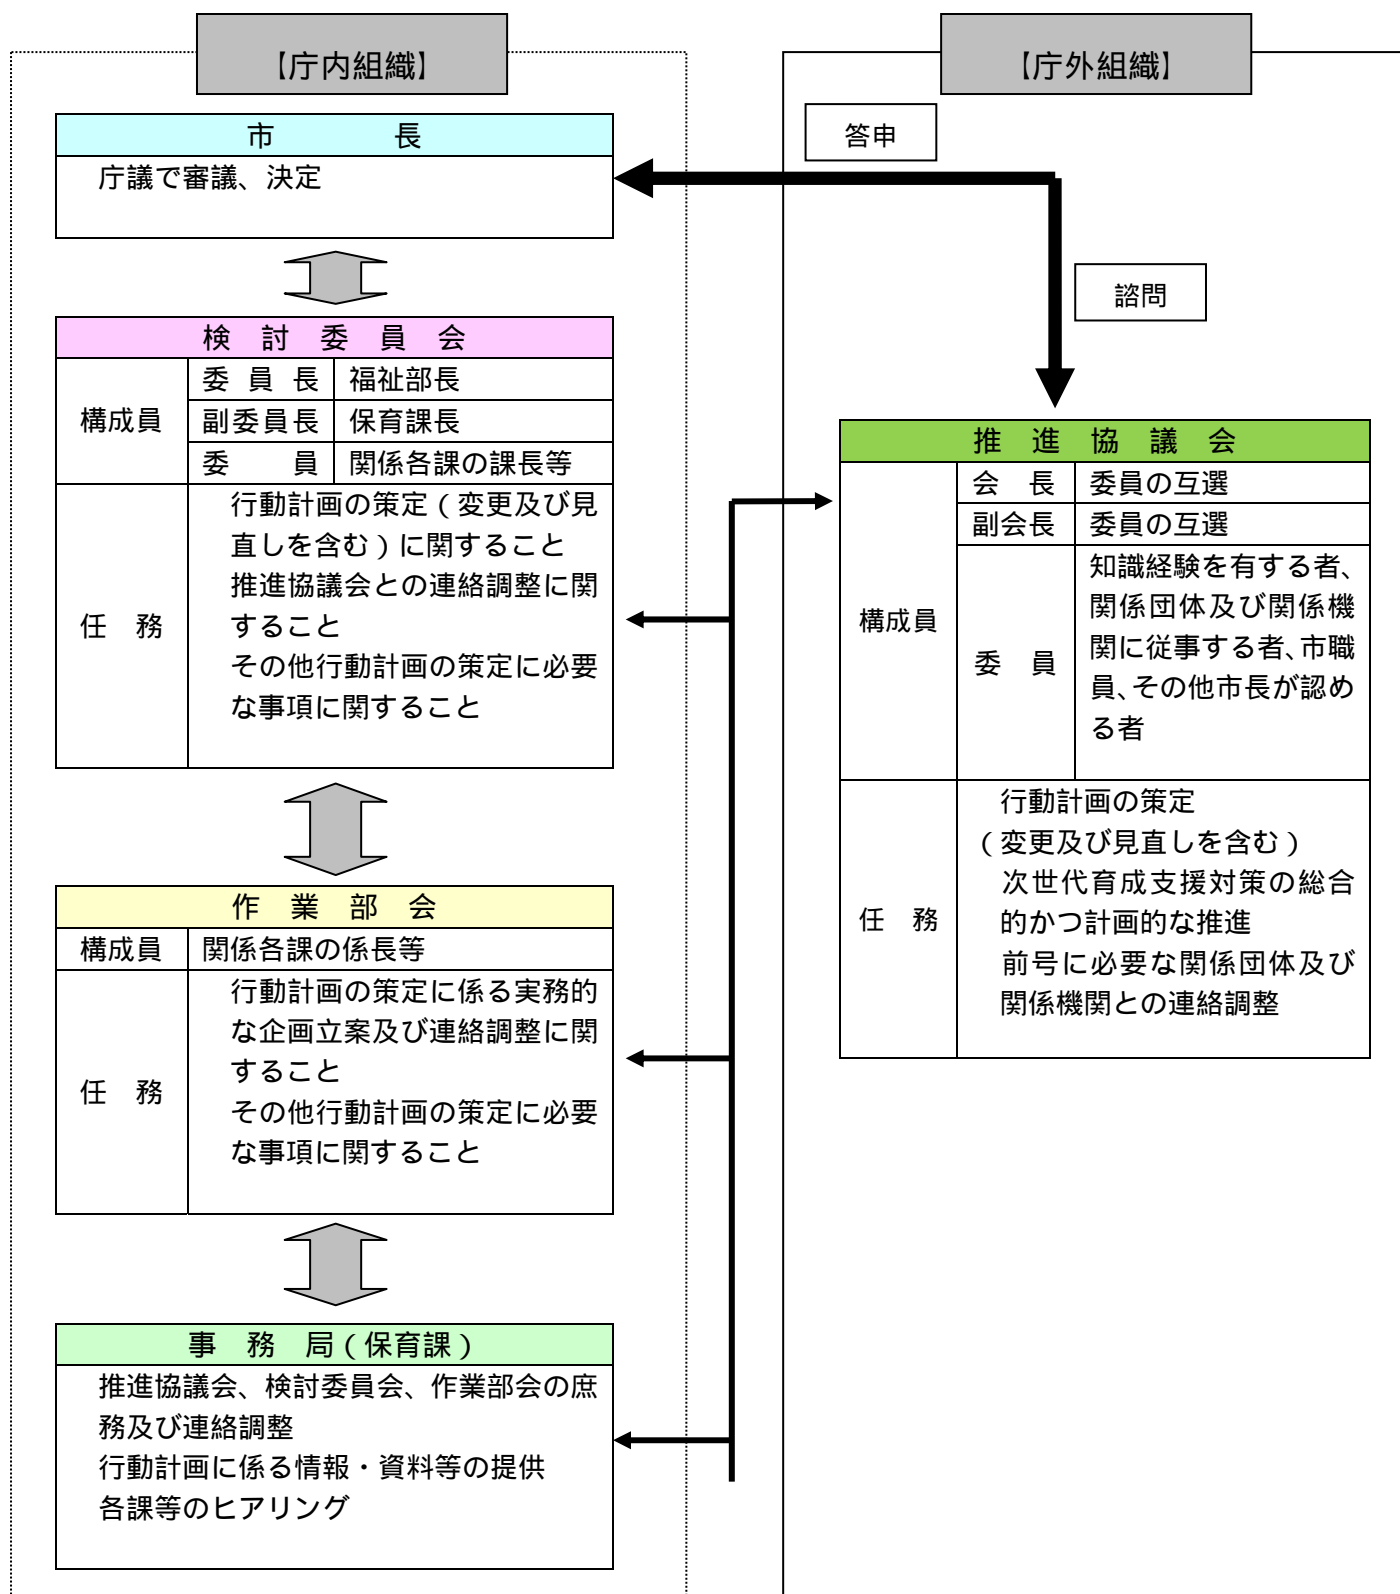 【庁内組織】
市　長
庁議で審議、決定
検討委員会
構成員
委員長 福祉部長
副委員長 保育課長
委員 関係各課の課長等
任務
行動計画の策定（変更及び見
直しを含む）に関すること
推進協議会との連絡調整に関
すること
その他行動計画の策定に必要
な事項に関すること
作業部会
構成員 関係各課の係長等
任務
行動計画の策定に係る実務的
な企画立案及び連絡調整に関
すること
その他行動計画の策定に必要
な事項に関すること
事務局（保育課）
推進協議会、検討委員会、作業部会の庶
務及び連絡調整
行動計画に係る情報・資料等の提供
各課等のヒアリング
【庁外組織】
答申
諮問
推進協議会
構成員
会長 委員の互選
副会長 委員の互選
委員
知識経験を有する者、
関係団体及び関係機
関に従事する者、市職
員、その他市長が認め
る者
任務
行動計画の策定
（変更及び見直しを含む）
次世代育成支援対策の総合
的かつ計画的な推進
前号に必要な関係団体及び
関係機関との連絡調整